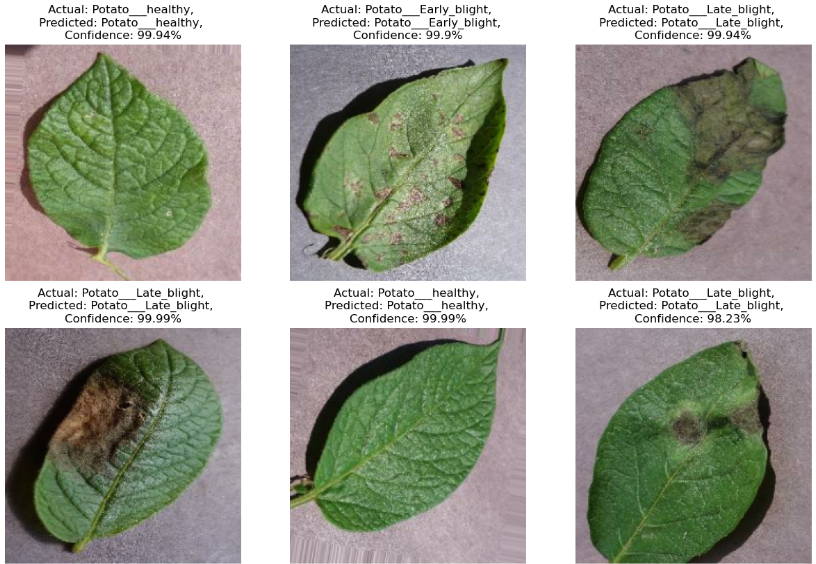 Actual: Potato___healthy,
Predicted: Potato___healthy,
Confidence: 99.94%
Actual: Potato___Early_blight,
Predicted: Potato___Early_blight,
Confidence: 99.9%
Actual: Potato___Late_blight,
Predicted: Potato___Late_blight,
Confidence: 99.94%
Actual: Potato___Late_blight,
Predicted: Potato___Late_blight,
Confidence: 99.99%
Actual: Potato___healthy,
Predicted: Potato___healthy,
Confidence: 99.99%
Actual: Potato___Late_blight,
Predicted: Potato___Late_blight,
Confidence: 98.23%